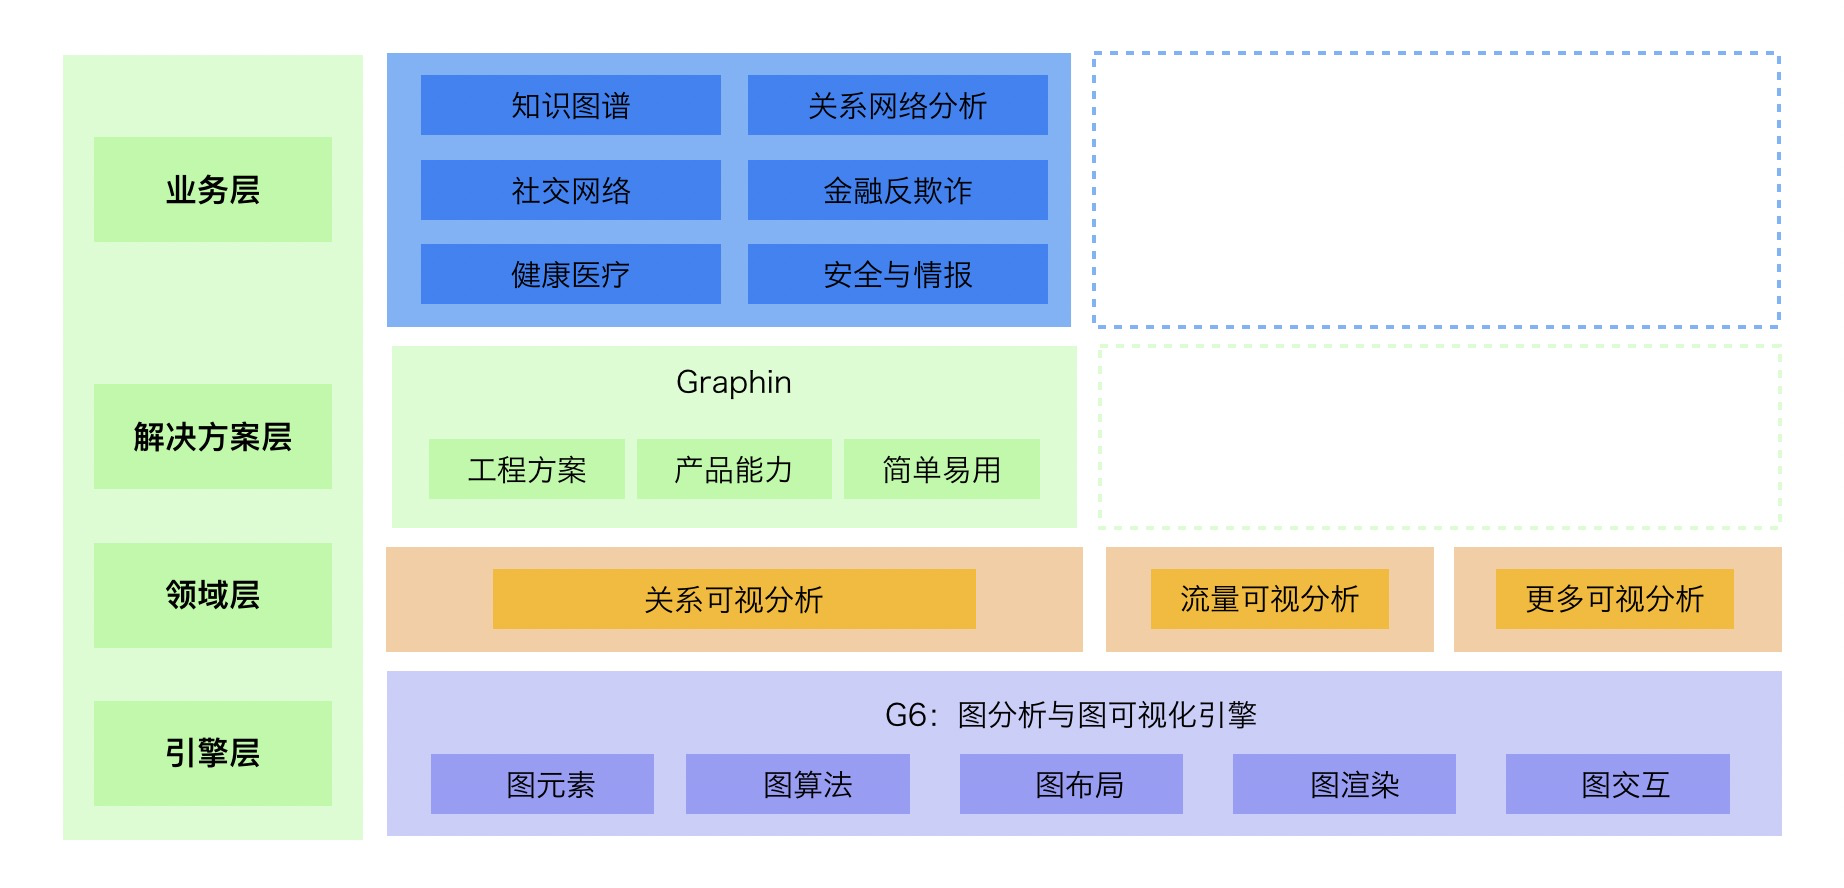 业务层
知识图谱
关系网络分析
社交网络
金融反欺诈
健康医疗
安全与情报
解决方案层
Graphin
工程方案
产品能力
简单易用
领域层
关系可视分析
流量可视分析
更多可视分析
引擎层
G6：图分析与图可视化引擎
图元素
图算法
图布局
图渲染
图交互